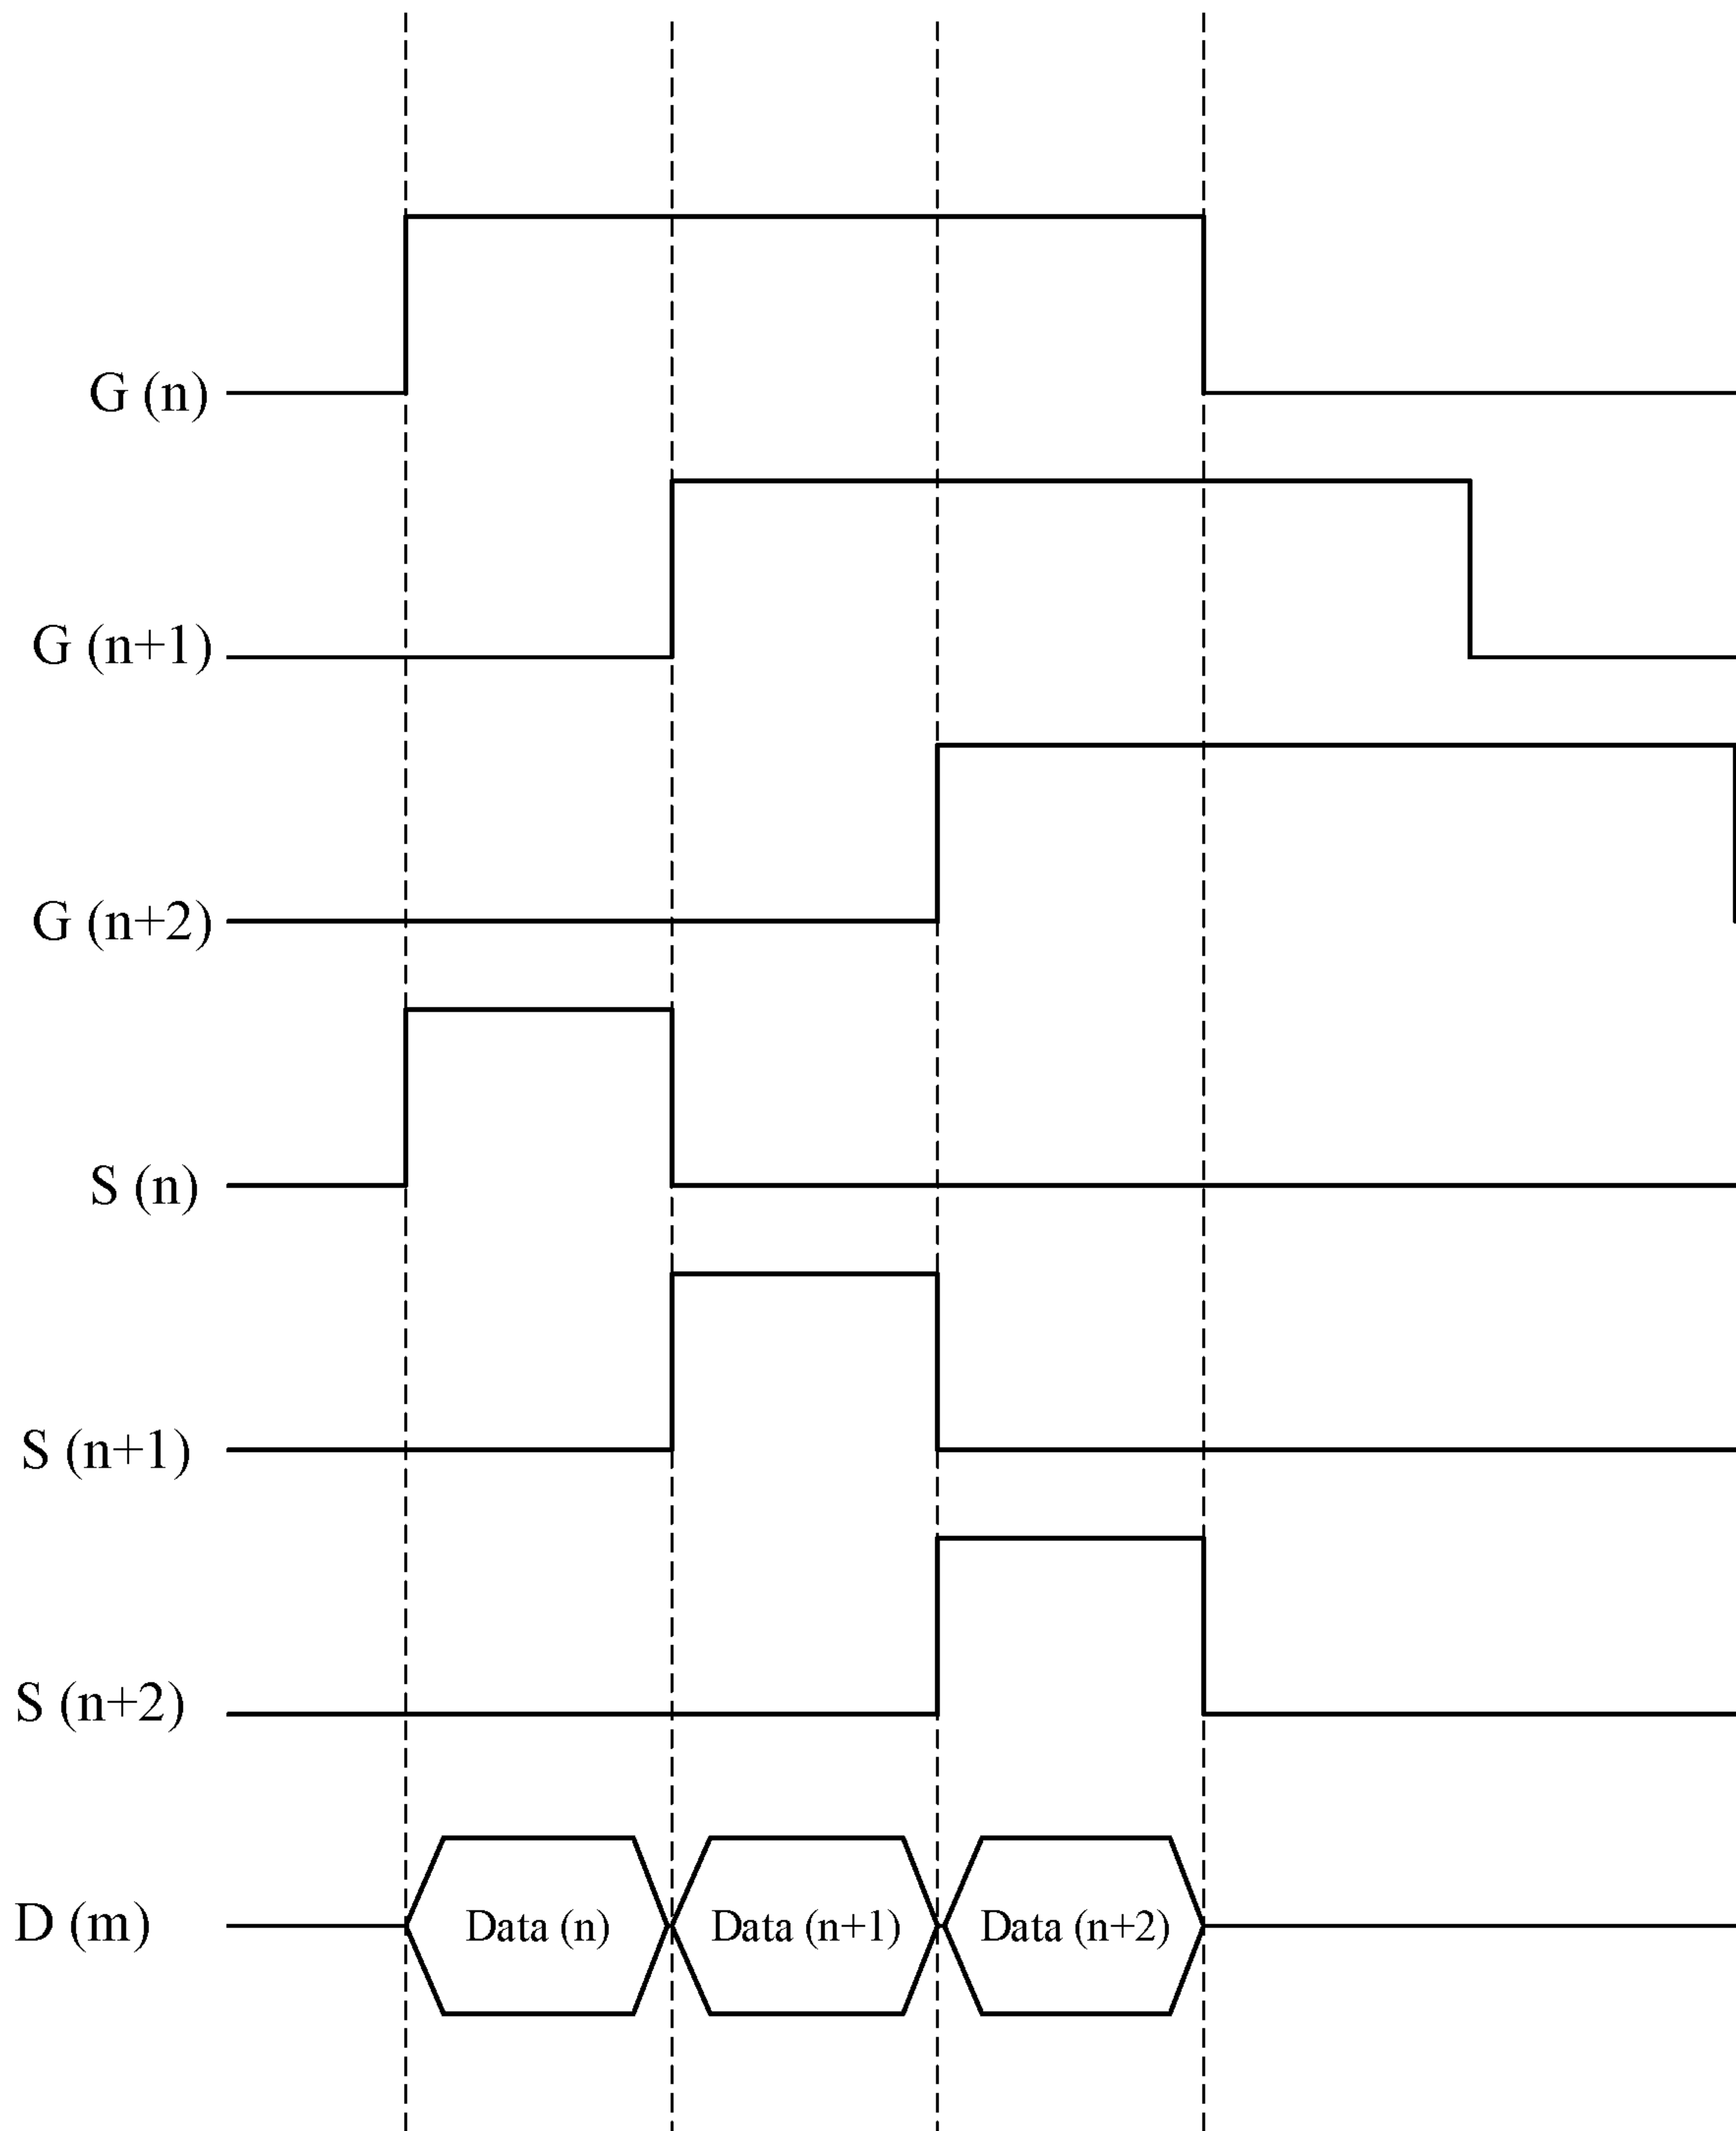 G (n)
G (n+1)
G (n+2)
S (n)
S (n+1)
S (n+2)
D (m)
Data (n)
Data (n+1)
Data (n+2)